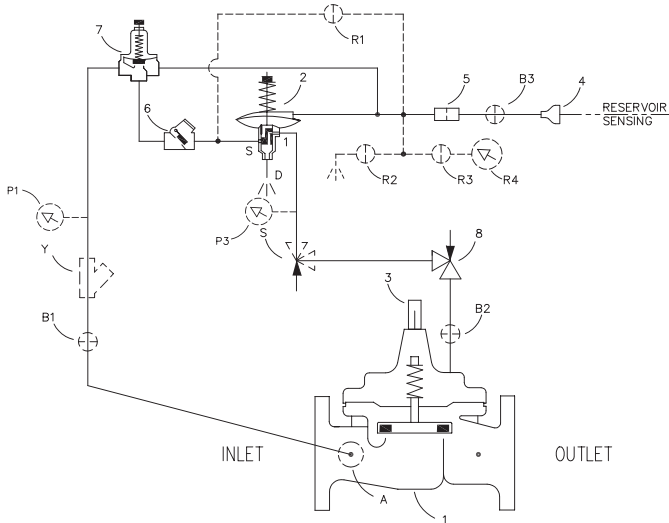 7
R1
2
5
B3
4
6
RESERVOIR
SENSING
S
1
D
R2
R3
R4
P1
P3
S
Y
8
3
B1
B2
INLET
OUTLET
A
1